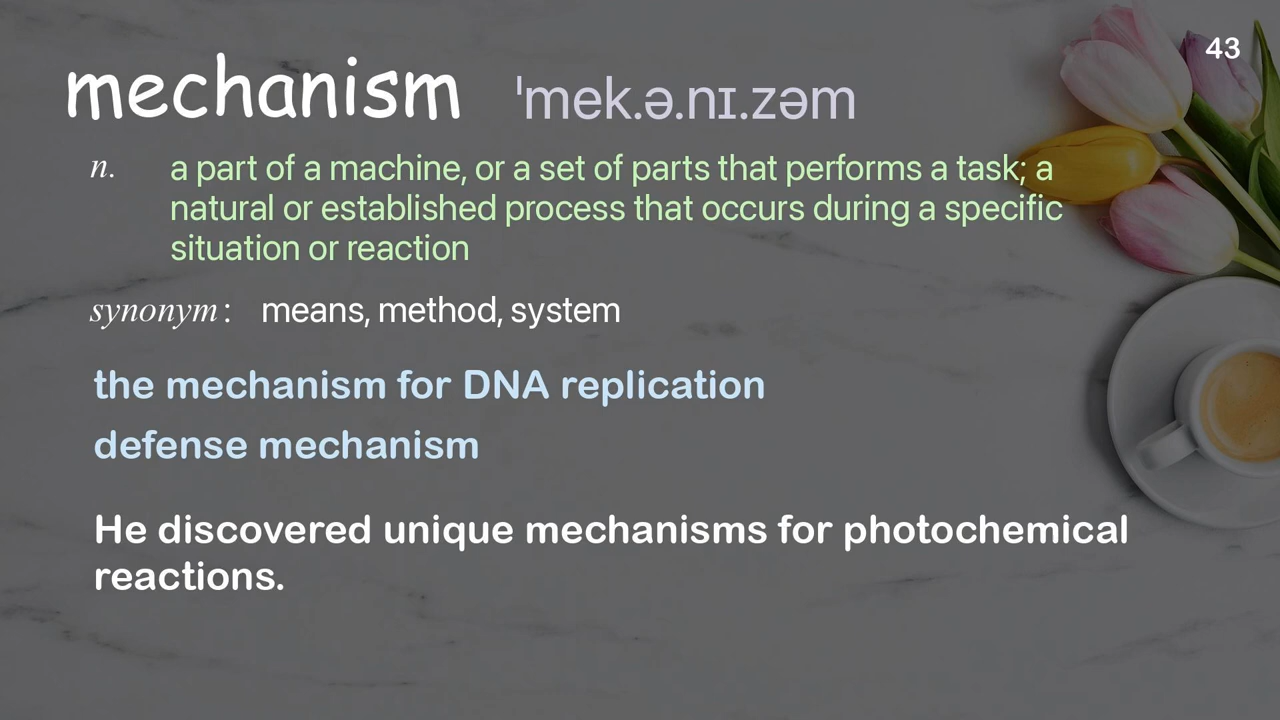 43
mechanism ˈmek.ə.nɪ.zəm
n. a part of a machine, or a set of parts that performs a task; a
natural or established process that occurs during a specific
situation or reaction
synonym: means, method, system
the mechanism for DNA replication
defense mechanism
He discovered unique mechanisms for photochemical
reactions.